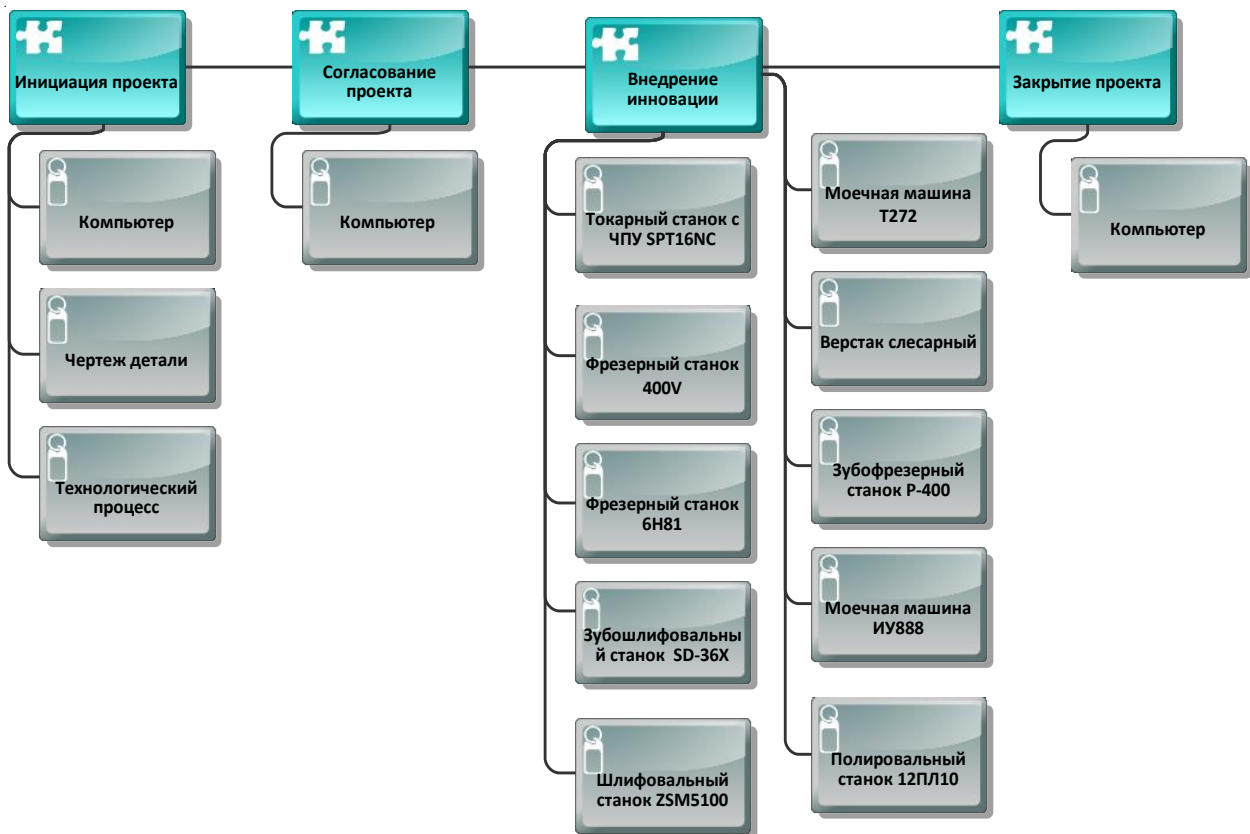 Инициация проекта
Согласование
проекта
Внедрение
инновации
Закрытие проекта
Компьютер
Чертеж детали
Технологический
процесс
Компьютер
Токарный станок с
ЧПУ SPT16NC
Фрезерный станок
400V
Фрезерный станок
6Н81
Зубошлифовальны
й станок SD-36X
Шлифовальный
станок ZSM5100
Моечная машина
Т272
Верстак слесарный
Зубофрезерный
станок Р-400
Моечная машина
ИУ888
Полировальный
станок 12ПЛ10
Компьютер